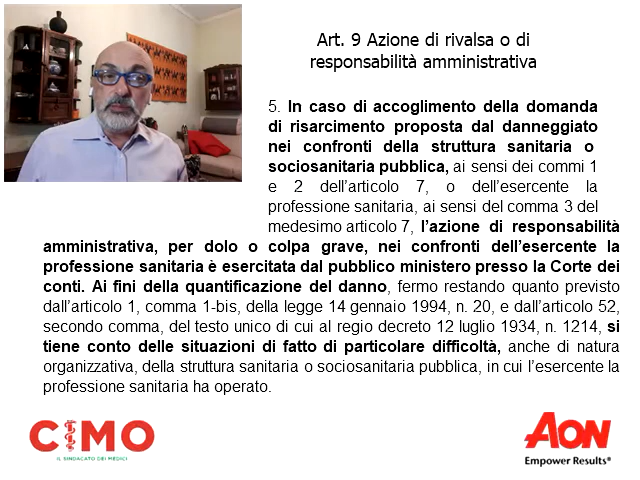 Art. 9 Azione di rivalsa o di
responsabilità amministrativa
5. In caso di accoglimento della domanda
di risarcimento proposta dal danneggiato
nei confronti della struttura sanitaria o
sociosanitaria pubblica, ai sensi dei commi 1
e 2 dell’articolo 7, o dell’esercente la
professione sanitaria, ai sensi del comma 3 del
medesimo articolo 7, l’azione di responsabilità
amministrativa, per dolo o colpa grave, nei confronti dell’esercente la
professione sanitaria è esercitata dal pubblico ministero presso la Corte dei
conti. Ai fini della quantificazione del danno, fermo restando quanto previsto
dall’articolo 1, comma 1-bis, della legge 14 gennaio 1994, n. 20, e dall’articolo 52,
secondo comma, del testo unico di cui al regio decreto 12 luglio 1934, n. 1214, si
tiene conto delle situazioni di fatto di particolare difficoltà, anche di natura
organizzativa, della struttura sanitaria o sociosanitaria pubblica, in cui l’esercente la
professione sanitaria ha operato.
CIMO
IL SINDACATO DEI MEDICI
AON
Empower Results®